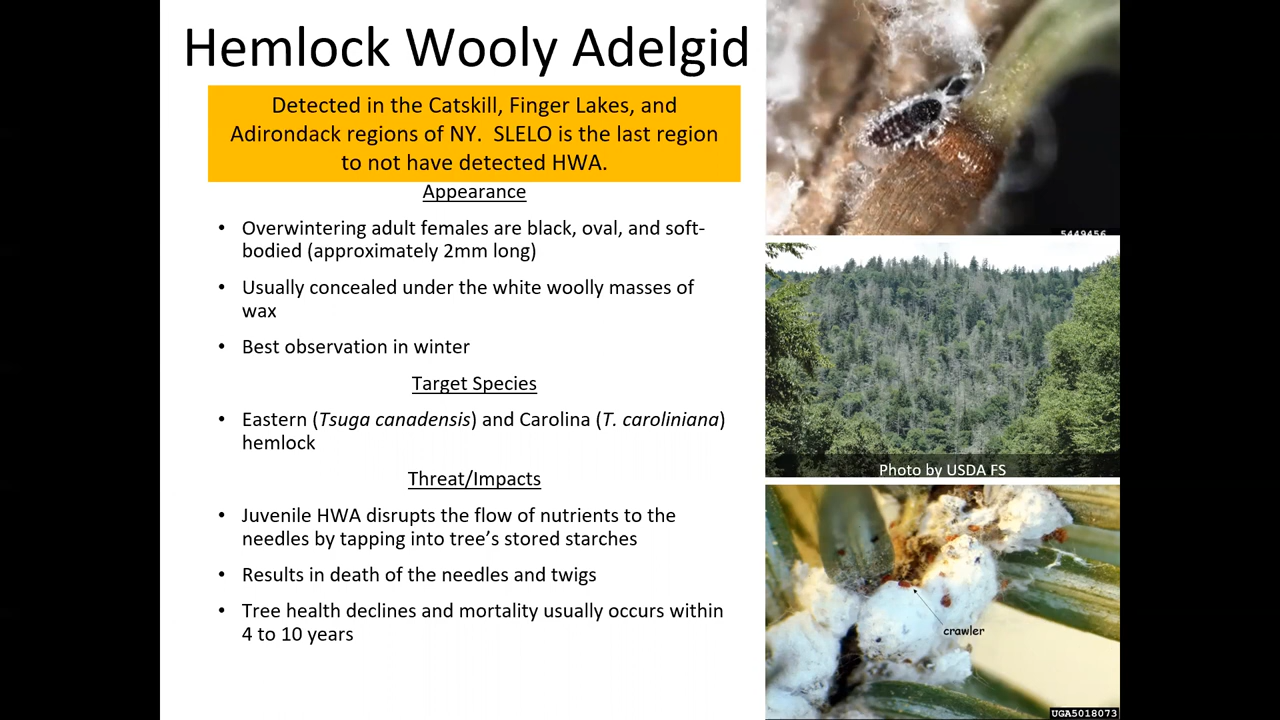 Hemlock Wooly Adelgid
Detected in the Catskill, Finger Lakes, and
Adirondack regions of NY. SLELO is the last region
to not have detected HWA.
Appearance
• Overwintering adult females are black, oval, and soft-
bodied (approximately 2mm long)
• Usually concealed under the white woolly masses of
wax
• Best observation in winter
Target Species
• Eastern (Tsuga canadensis) and Carolina (T. caroliniana)
hemlock
Threat/Impacts
• Juvenile HWA disrupts the flow of nutrients to the
needles by tapping into tree’s stored starches
• Results in death of the needles and twigs
• Tree health declines and mortality usually occurs within
4 to 10 years
5449456
Photo by USDA FS
crawler
UGA5018073